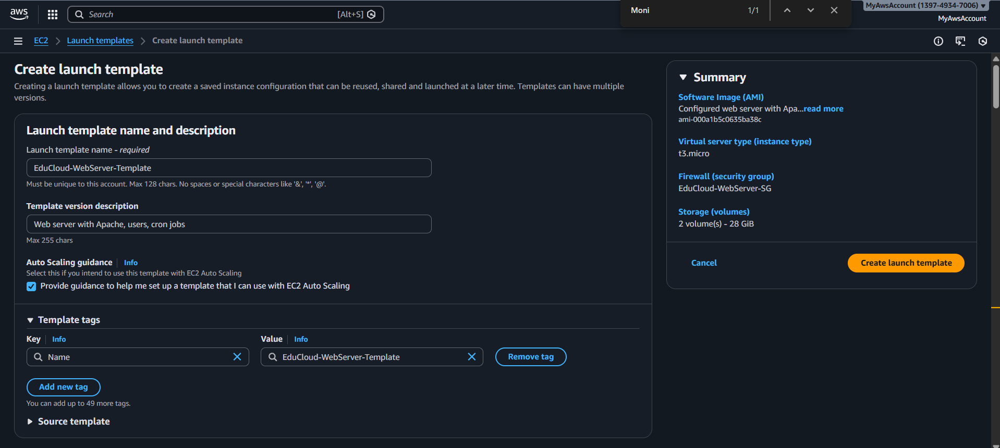 aws
Search
[Alt+S]
Moni
1/1
MyAwsAccount (1397-4934-7006)
MyAwsAccount
EC2
Launch templates
Create launch template
Create launch template
Creating a launch template allows you to create a saved instance configuration that can be reused, shared and launched at a later time. Templates can have multiple
versions.
Launch template name and description
Launch template name - required
EduCloud-WebServer-Template
Must be unique to this account. Max 128 chars. No spaces or special characters like '&', '*', '@'.
Template version description
Web server with Apache, users, cron jobs
Max 255 chars
Auto Scaling guidance
Info
Select this if you intend to use this template with EC2 Auto Scaling
Provide guidance to help me set up a template that I can use with EC2 Auto Scaling
Template tags
Key
Info
Value
Info
Name
EduCloud-WebServer-Template
Remove tag
Add new tag
You can add up to 49 more tags.
Source template
Summary
Software Image (AMI)
Configured web server with Apa...read more
ami-000a1b5c0635ba38c
Virtual server type (instance type)
t3.micro
Firewall (security group)
EduCloud-WebServer-SG
Storage (volumes)
2 volume(s) - 28 GiB
Cancel
Create launch template